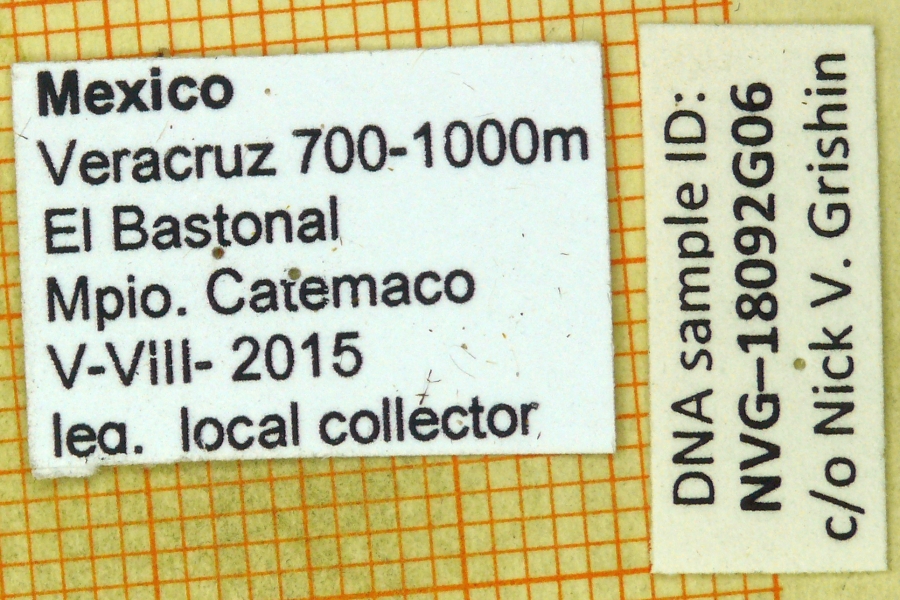 Mexico
Veracruz 700-1000m
El Bastonal
Mpio. Catemaco
V-VIII- 2015
leg. local collector
DNA sample ID:
NVG–18092G06
c/o Nick V. Grishin